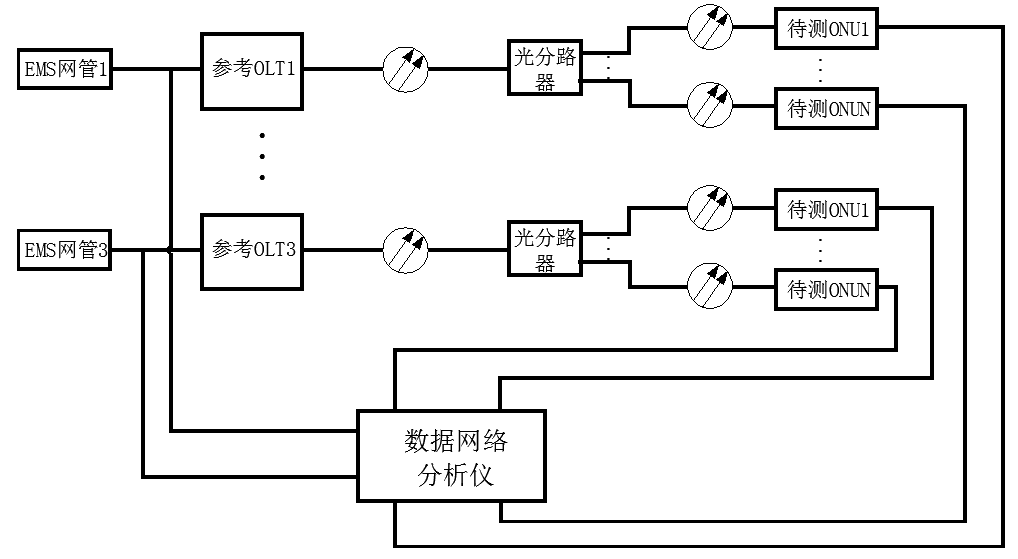 待测ONU1
EMS网管1
参考OLT1
光分路
器
待测ONUN
待测ONU1
EMS网管3
参考OLT3
光分路
器
待测ONUN
数据网络
分析仪